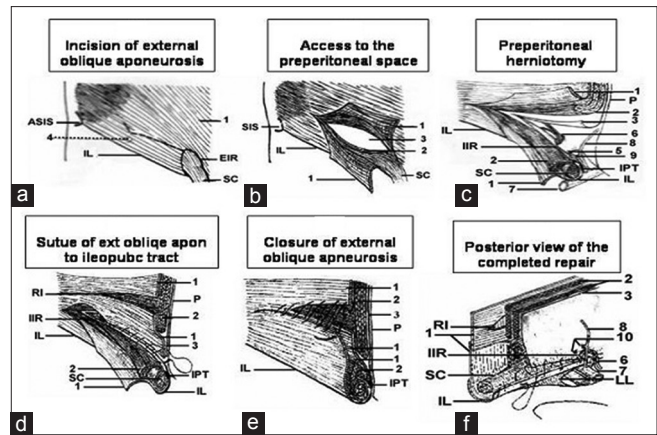 Incision of external
oblique aponeurosis
Access to the
preperitoneal space
Preperitoneal
herniotomy
ASIS
4
IL
1
EIR
SC
a
SIS
IL
1
1
3
2
SC
b
IL
IIR
2
SC
1
7
1
P
2
3
6
8
5
9
IPT
IL
c
Sutue of ext obliqe apon
to ileopubc tract
Closure of external
oblique apneurosis
Posterior view of the
completed repair
RI
IIR
IL
2
SC
1
1
P
2
1
3
IPT
IL
d
IL
1
2
3
P
1
1
2
IPT
e
RI
1
IIR
SC
IL
2
3
8
10
6
7
LL
f